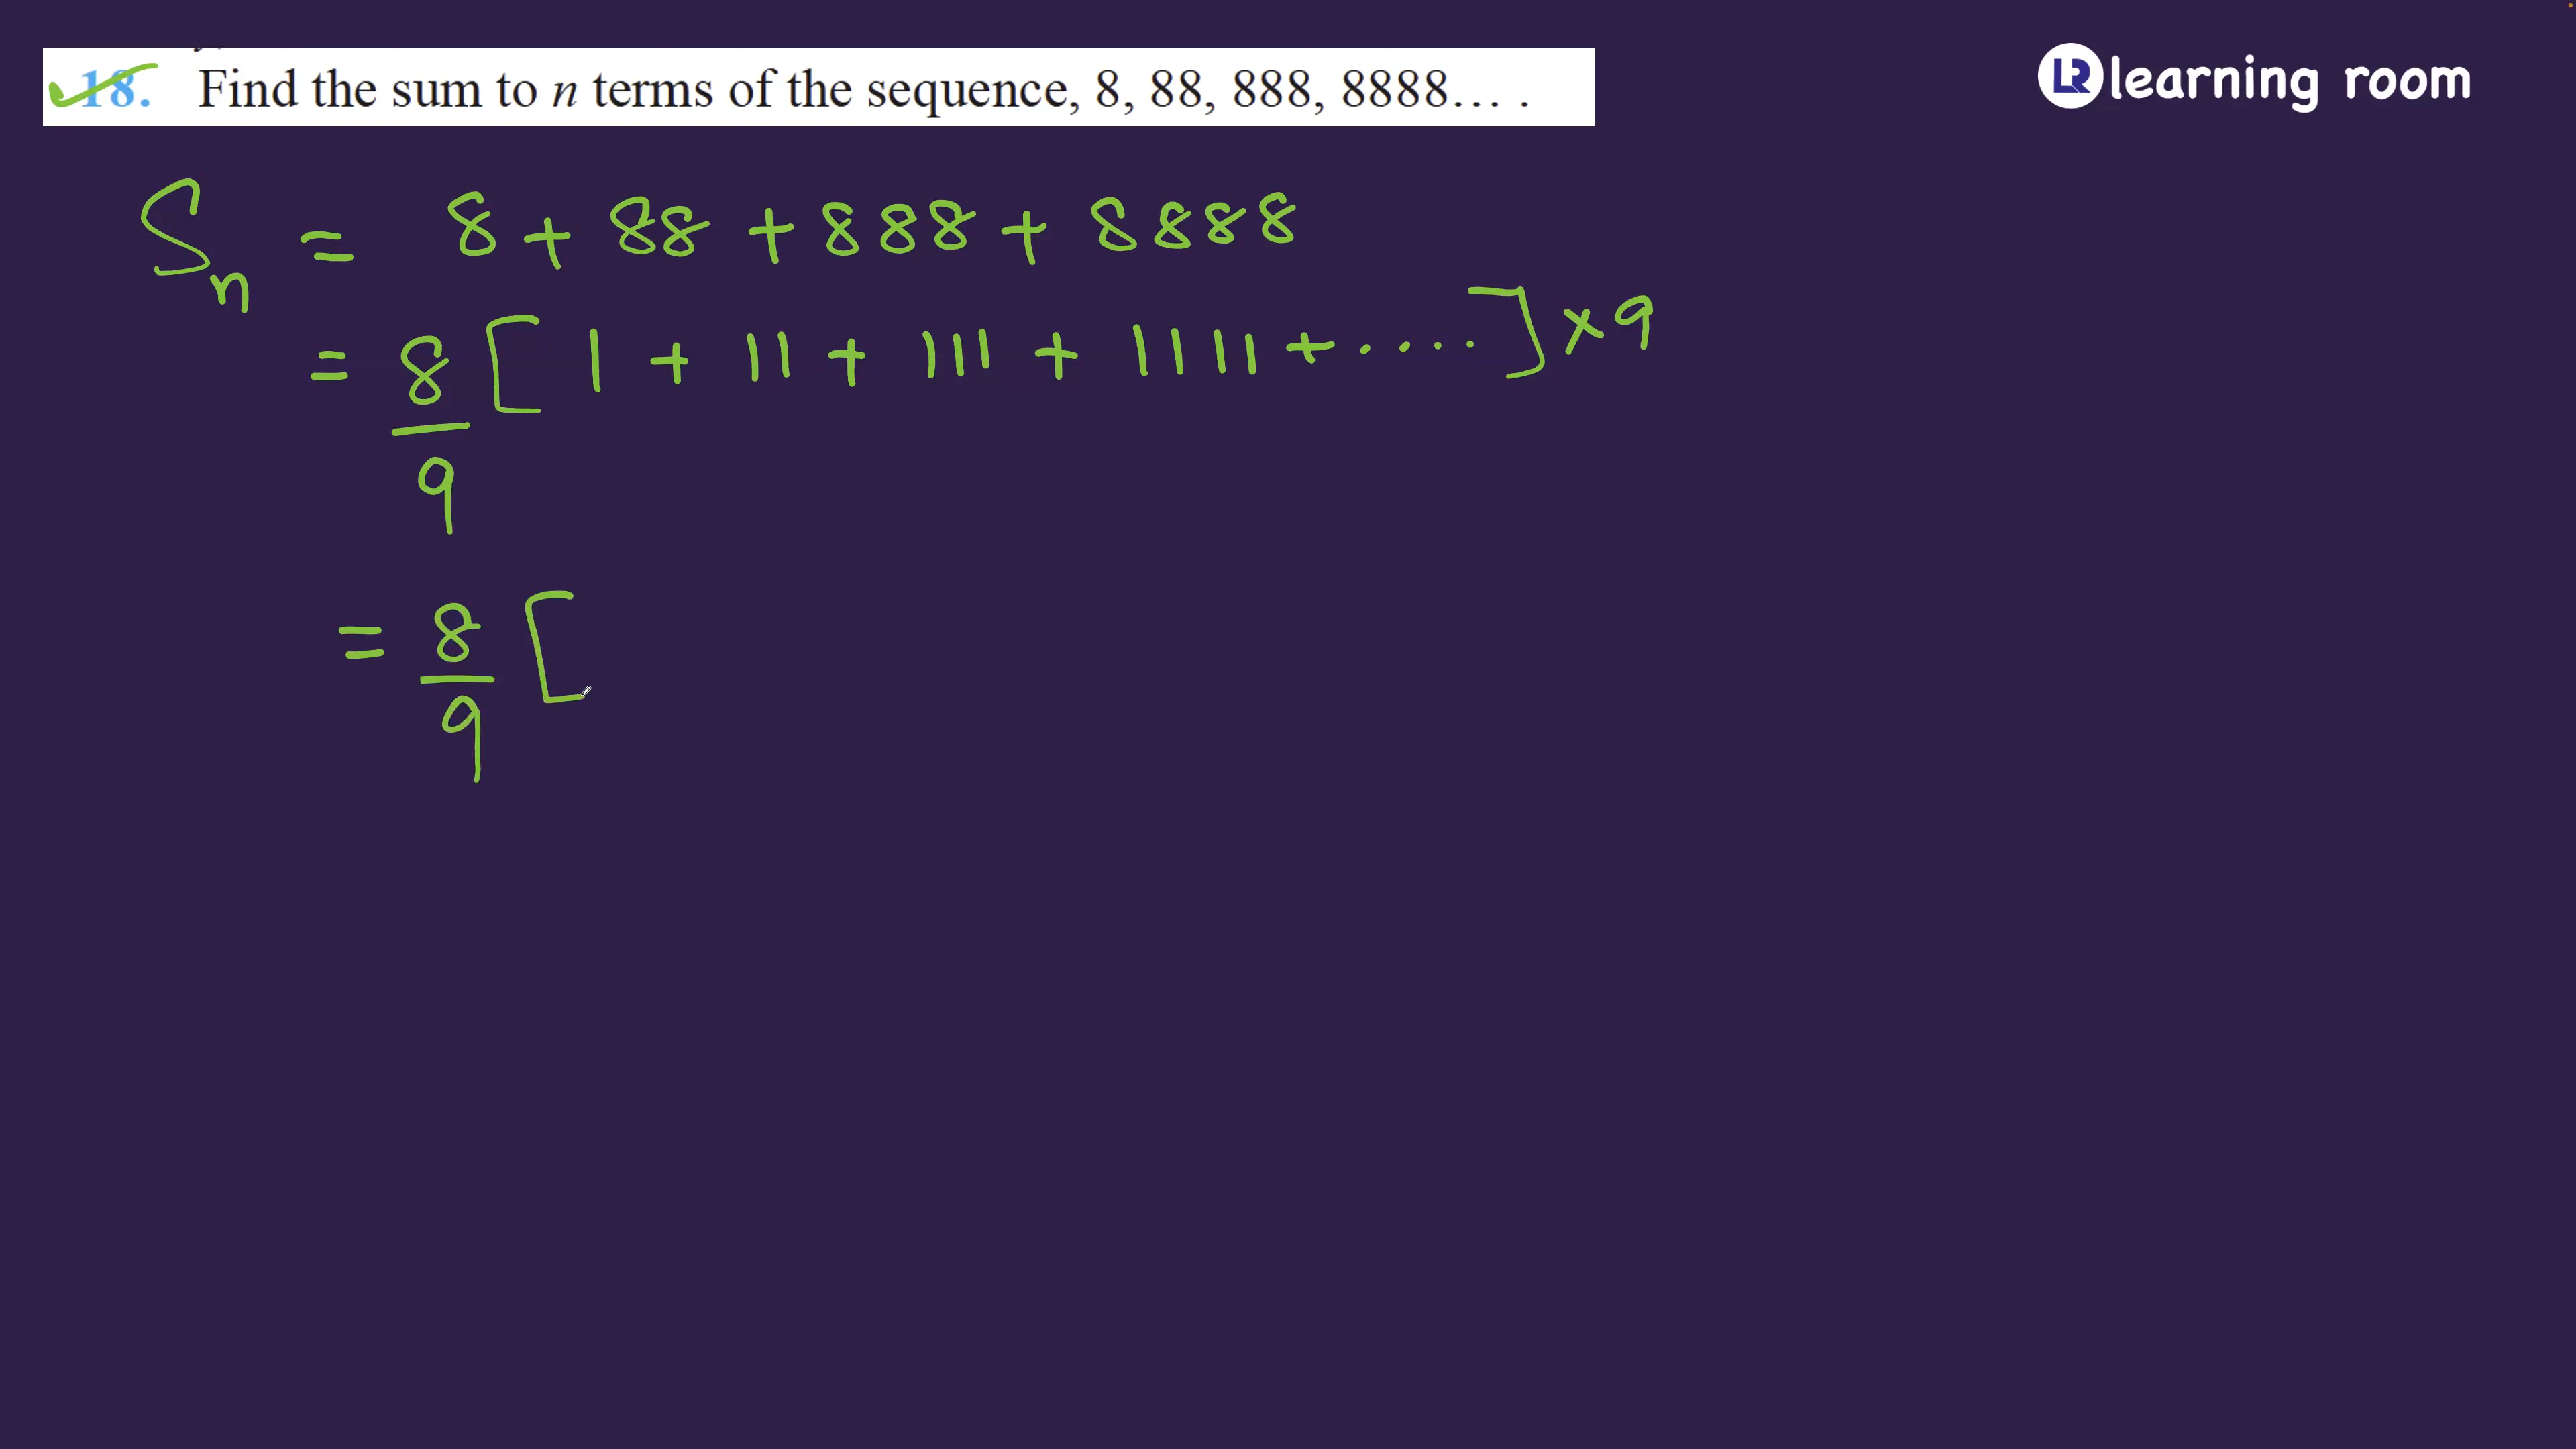 18. Find the sum to n terms of the sequence, 8, 88, 888, 8888… .
LR learning room
Sn = 8 + 88 + 888 + 8888
= 8/9 [ 1 + 11 + 111 + 1111 + .... ] × 9
= 8/9 [